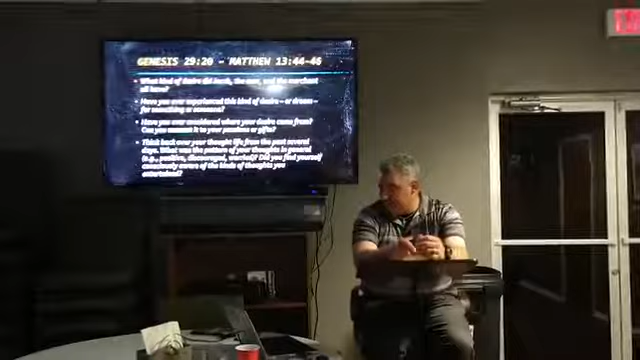 GENESIS 29:20 - MATTHEW 13:44-46
• What kind of desire did Jacob, the man, and the merchant
all have?
• Have you ever experienced this kind of desire – or dream –
for something or someone?
• Have you ever considered where your desire came from?
Can you connect it to your passions or gifts?
• Think back over your thought life from the past several
days. What was the pattern of your thoughts in general
(e.g., positive, discouraged, worried)? Did you find yourself
consciously aware of the kinds of thoughts you
entertained?